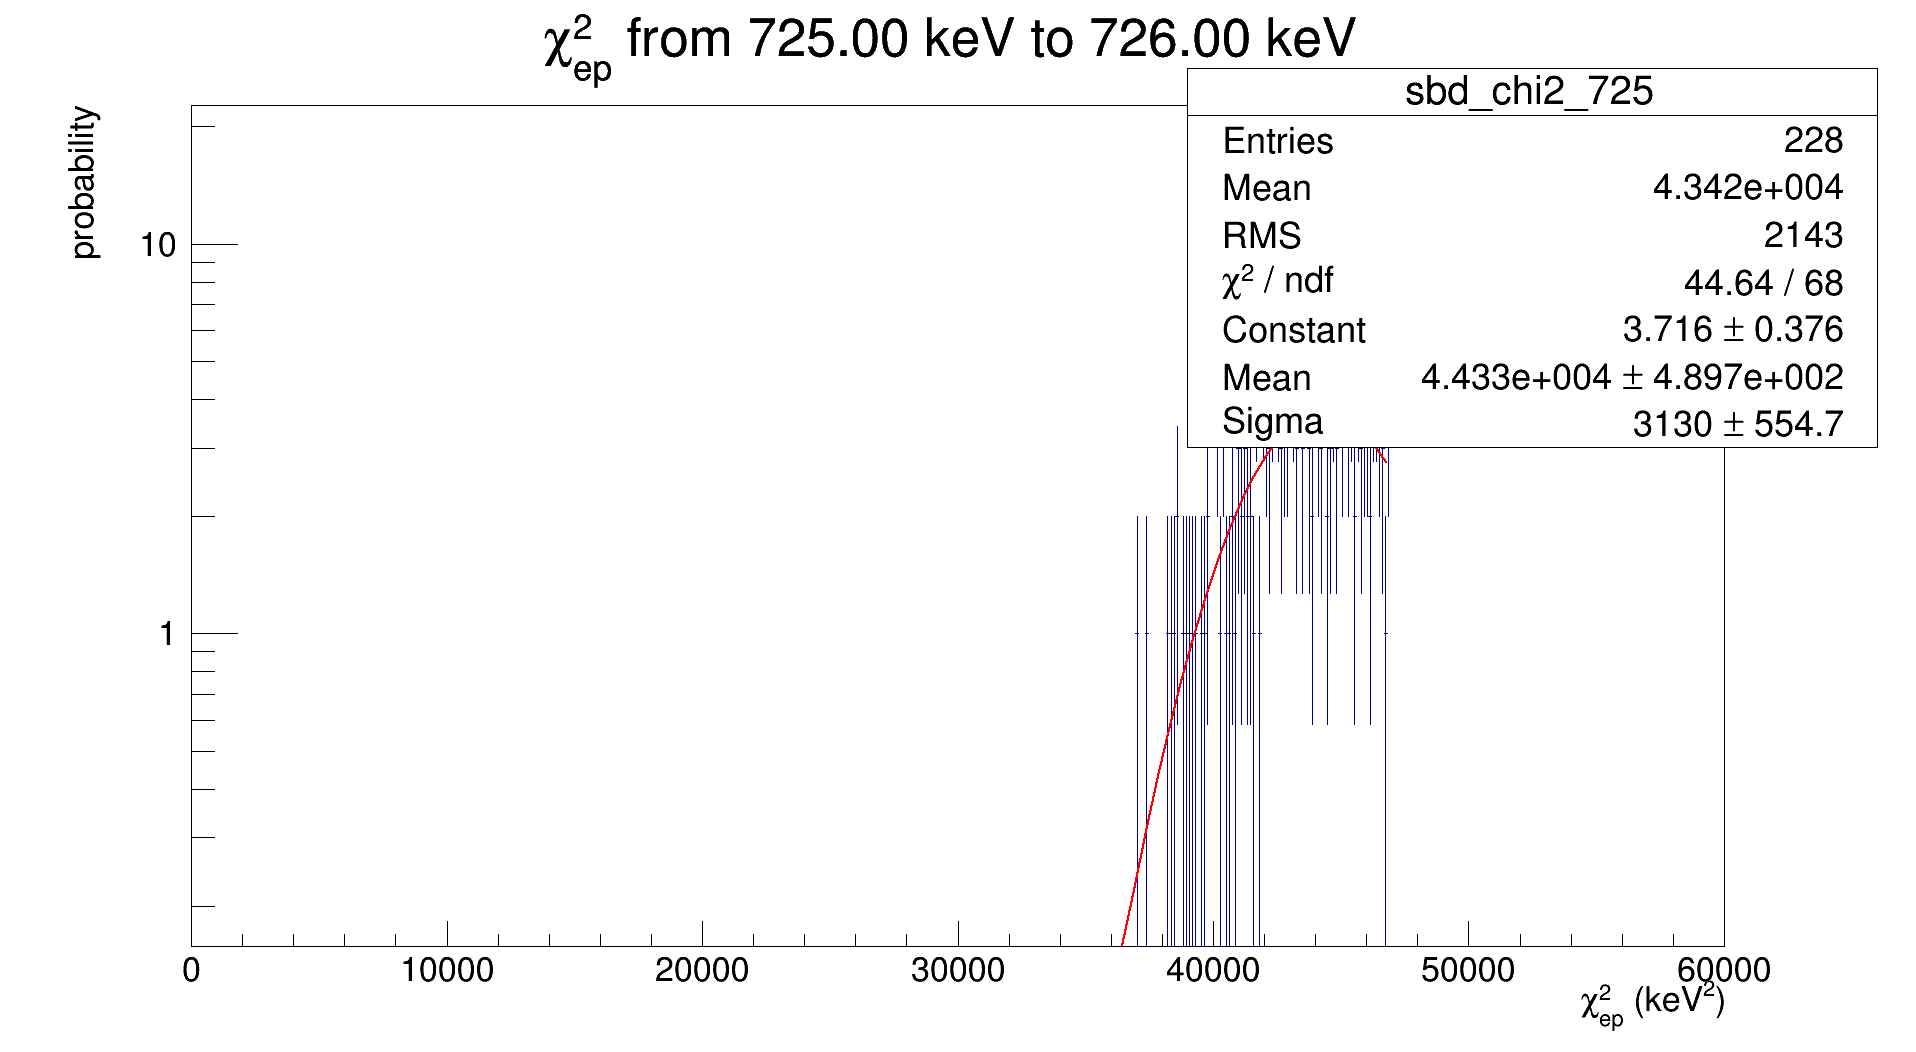 χ²ep from 725.00 keV to 726.00 keV
sbd_chi2_725
Entries 228
Mean 4.342e+004
RMS 2143
χ² / ndf 44.64 / 68
Constant 3.716 ± 0.376
Mean 4.433e+004 ± 4.897e+002
Sigma 3130 ± 554.7
probability
10
1
0 10000 20000 30000 40000 50000 60000
χ²ep (keV²)